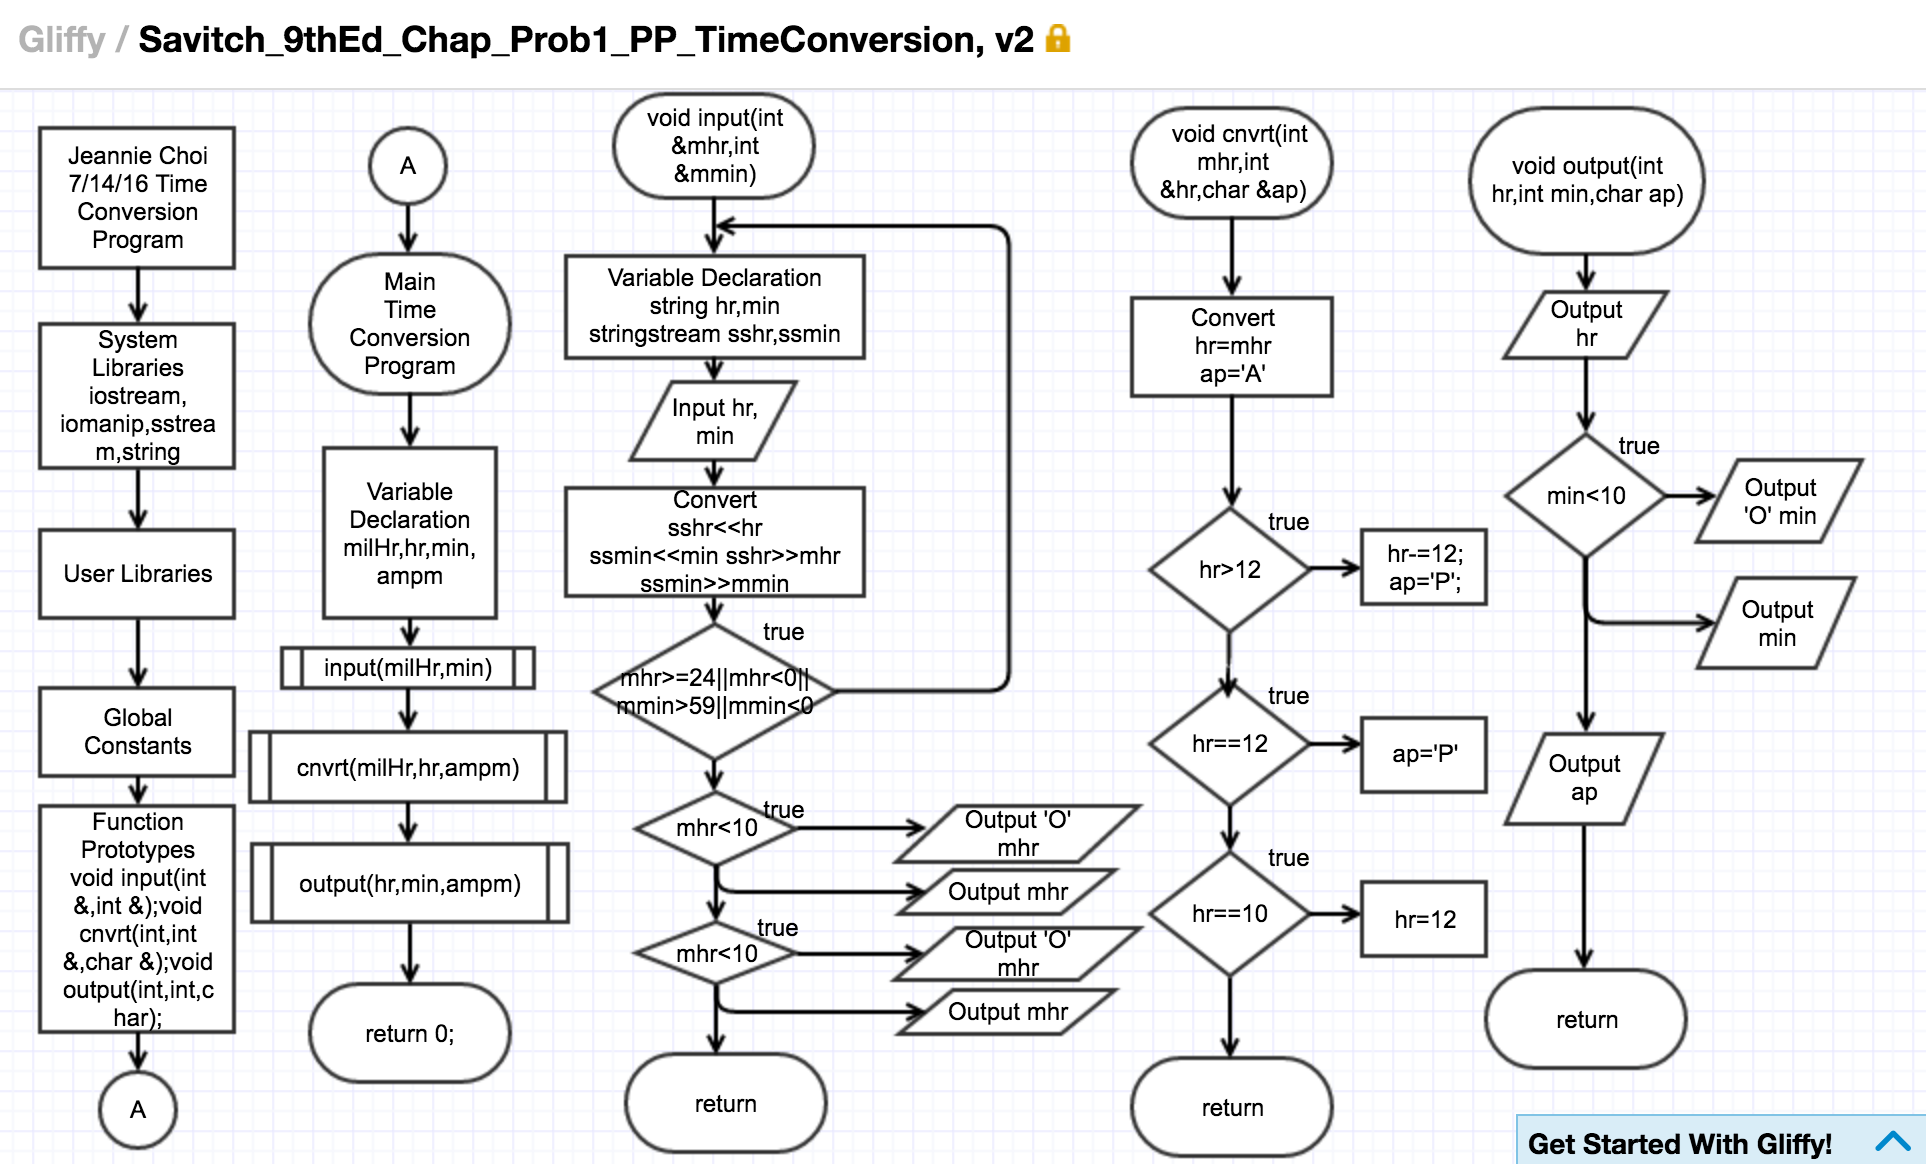 Gliffy / Savitch_9thEd_Chap_Prob1_PP_TimeConversion, v2
Jeannie Choi
7/14/16 Time
Conversion
Program
System
Libraries
iostream,
iomanip,sstrea
m,string
User Libraries
Global
Constants
Function
Prototypes
void input(int
&,int &);void
cnvrt(int,int
&,char &);void
output(int,int,c
har);
A
A
Main
Time
Conversion
Program
Variable
Declaration
milHr,hr,min,
ampm
input(milHr,min)
cnvrt(milHr,hr,ampm)
output(hr,min,ampm)
return 0;
void input(int
&mhr,int
&mmin)
Variable Declaration
string hr,min
stringstream sshr,ssmin
Input hr,
min
Convert
sshr<<hr
ssmin<<min sshr>>mhr
ssmin>>mmin
true
mhr>=24||mhr<0||
mmin>59||mmin<0
true
mhr<10
Output 'O'
mhr
Output mhr
true
mhr<10
Output 'O'
mhr
Output mhr
return
void cnvrt(int
mhr,int
&hr,char &ap)
Convert
hr=mhr
ap='A'
true
hr>12
hr-=12;
ap='P';
true
hr==12
ap='P'
true
hr==10
hr=12
return
void output(int
hr,int min,char ap)
Output
hr
true
min<10
Output
'O' min
Output
min
Output
ap
return
Get Started With Gliffy!